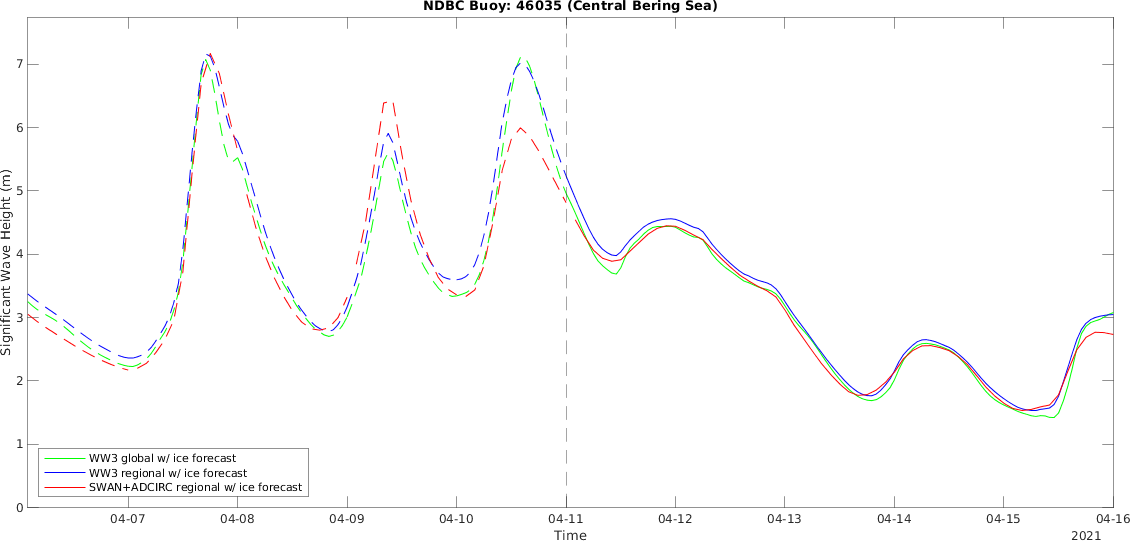 NDBC Buoy: 46035 (Central Bering Sea)
7
6
5
4
3
2
1
0
Significant Wave Height (m)
WW3 global w/ ice forecast
WW3 regional w/ ice forecast
SWAN+ADCIRC regional w/ ice forecast
04-07 04-08 04-09 04-10 04-11 04-12 04-13 04-14 04-15 04-16
Time
2021